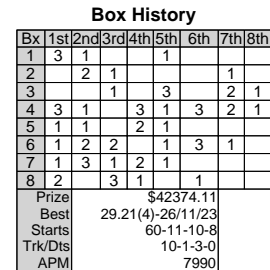 Box History
Bx 1st 2nd 3rd 4th 5th 6th 7th 8th
1 3 1 1
2 2 1 1
3 1 3 2 1
4 3 1 3 1 3 2 1
5 1 1 2 1
6 1 2 2 1 3 1
7 1 3 1 2 1
8 2 3 1 1
Prize $42374.11
Best 29.21(4)-26/11/23
Starts 60-11-10-8
Trk/Dts 10-1-3-0
APM 7990